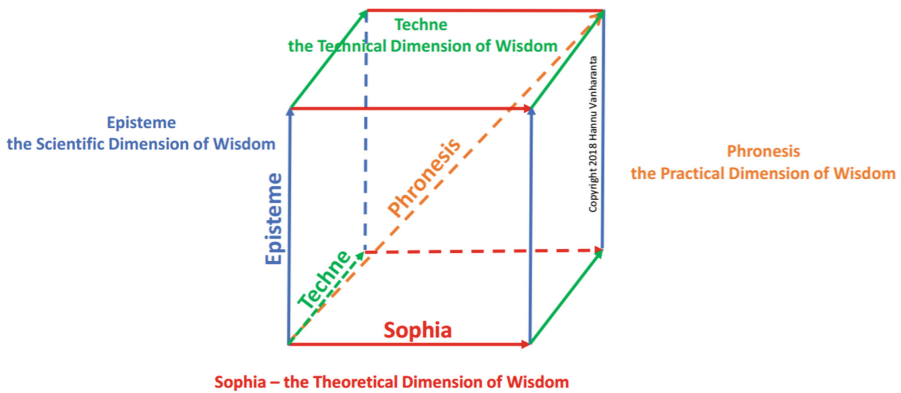 Techne
the Technical Dimension of Wisdom
Episteme
the Scientific Dimension of Wisdom
Phronesis
the Practical Dimension of Wisdom
Copyright 2018 Hannu Vanharanta
Phronesis
Episteme
Techne
Sophia
Sophia – the Theoretical Dimension of Wisdom